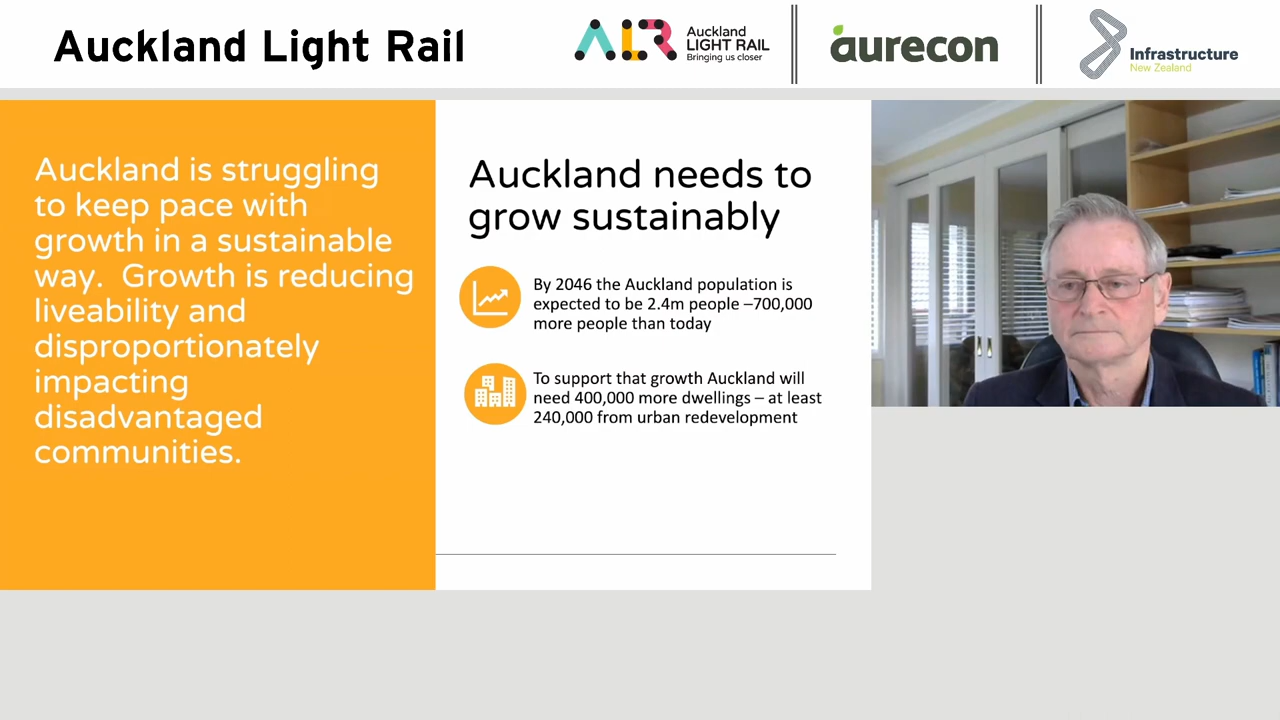 Auckland Light Rail
ALR
Auckland
LIGHT RAIL
Bringing us closer
aurecon
Infrastructure
New Zealand
Auckland is struggling
to keep pace with
growth in a sustainable
way.  Growth is reducing
liveability and
disproportionately
impacting
disadvantaged
communities.
Auckland needs to
grow sustainably
By 2046 the Auckland population is
expected to be 2.4m people –700,000
more people than today
To support that growth Auckland will
need 400,000 more dwellings – at least
240,000 from urban redevelopment